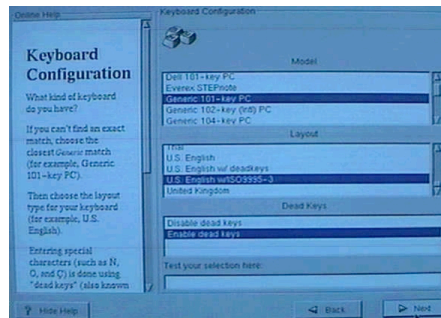 Online Help
Keyboard
Configuration
What kind of keyboard
do you have?
If you can't find an exact
match, choose the
closest Generic match
(for example, Generic
101-key PC).
Then choose the layout
type for your keyboard
(for example, U.S.
English).
Entering special
characters (such as Ñ,
Ô, and Ç) is done using
"dead keys" (also known
Hide Help
Keyboard Configuration
Model
Dell 101-key PC
Everex STEPnote
Generic 101-key PC
Generic 102-key (Intl) PC
Generic 104-key PC
Layout
Thai
U.S. English
U.S. English w/ deadkeys
U.S. English w/ISO9995-3
United Kingdom
Dead Keys
Disable dead keys
Enable dead keys
Test your selection here:
Back
Next